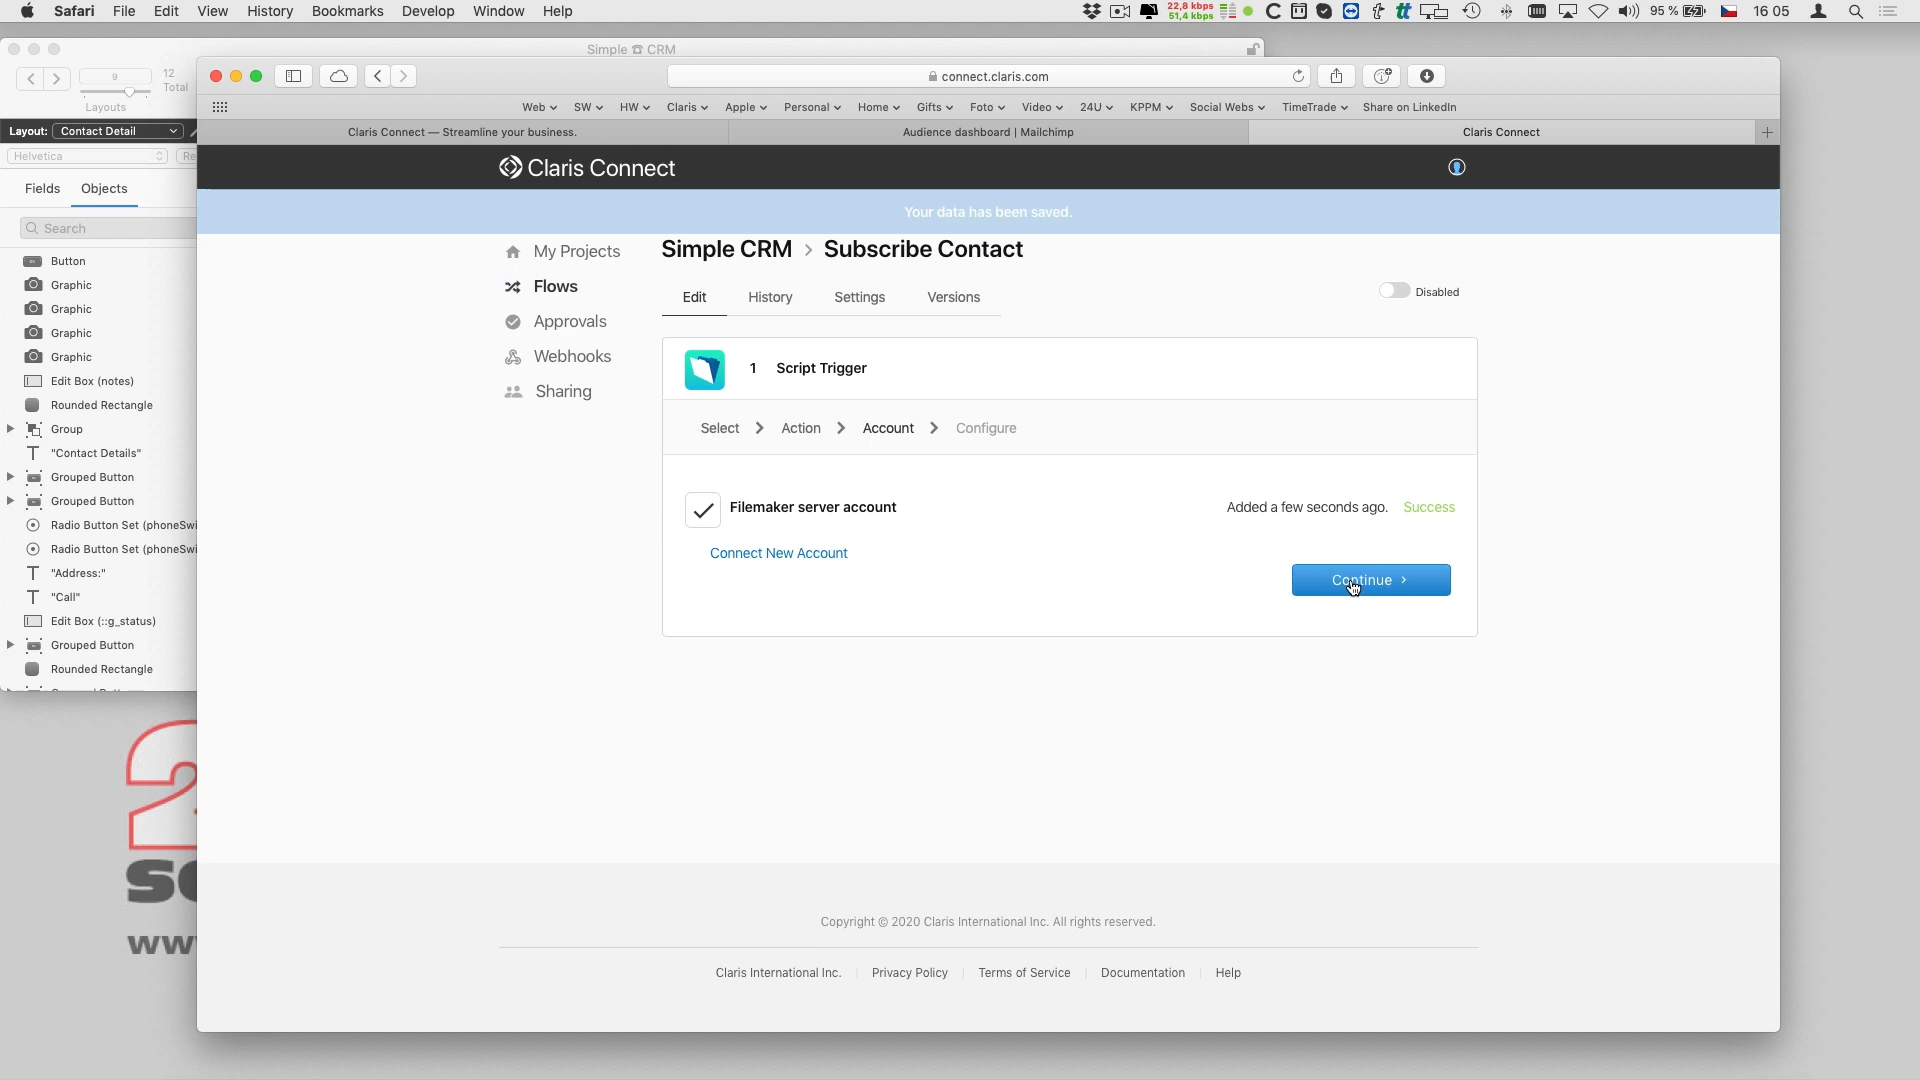 Safari File Edit View History Bookmarks Develop Window Help
22,8 kbps
51,4 kbps
95 %
16 05
Simple ☎ CRM
9
12
Total
Layouts
Layout: Contact Detail
Helvetica
Re
Fields Objects
Search
Button
Graphic
Graphic
Graphic
Graphic
Edit Box (notes)
Rounded Rectangle
Group
"Contact Details"
Grouped Button
Grouped Button
Radio Button Set (phoneSwi
Radio Button Set (phoneSwi
"Address:"
"Call"
Edit Box (::g_status)
Grouped Button
Rounded Rectangle
connect.claris.com
Web SW HW Claris Apple Personal Home Gifts Foto Video 24U KPPM Social Webs TimeTrade Share on LinkedIn
Claris Connect — Streamline your business.
Audience dashboard | Mailchimp
Claris Connect
Claris Connect
Your data has been saved.
My Projects
Flows
Approvals
Webhooks
Sharing
Simple CRM > Subscribe Contact
Edit History Settings Versions
Disabled
1 Script Trigger
Select > Action > Account > Configure
Filemaker server account
Added a few seconds ago. Success
Connect New Account
Continue >
Copyright © 2020 Claris International Inc. All rights reserved.
Claris International Inc. | Privacy Policy | Terms of Service | Documentation | Help
2
so
ww